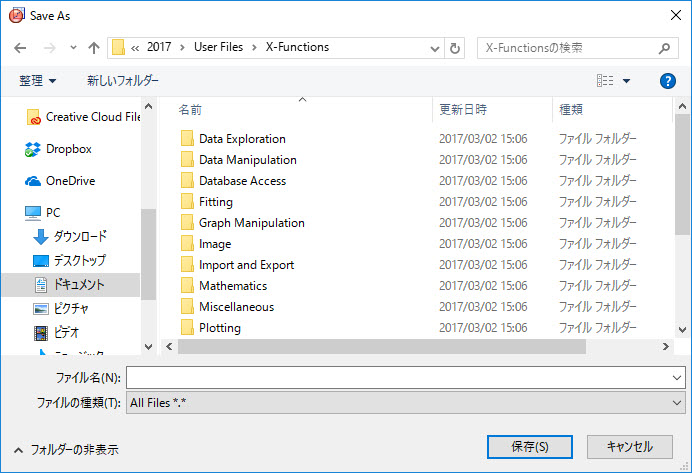 Save As
« 2017 > User Files > X-Functions
X-Functionsの検索
整理
新しいフォルダー
名前
更新日時
種類
Creative Cloud File
Dropbox
OneDrive
PC
ダウンロード
デスクトップ
ドキュメント
ピクチャ
ビデオ
Data Exploration 2017/03/02 15:06 ファイル フォルダー
Data Manipulation 2017/03/02 15:06 ファイル フォルダー
Database Access 2017/03/02 15:06 ファイル フォルダー
Fitting 2017/03/02 15:06 ファイル フォルダー
Graph Manipulation 2017/03/02 15:06 ファイル フォルダー
Image 2017/03/02 15:06 ファイル フォルダー
Import and Export 2017/03/02 15:06 ファイル フォルダー
Mathematics 2017/03/02 15:06 ファイル フォルダー
Miscellaneous 2017/03/02 15:06 ファイル フォルダー
Plotting 2017/03/02 15:06 ファイル フォルダー
ファイル名(N):
ファイルの種類(T): All Files *.*
フォルダーの非表示
保存(S)
キャンセル